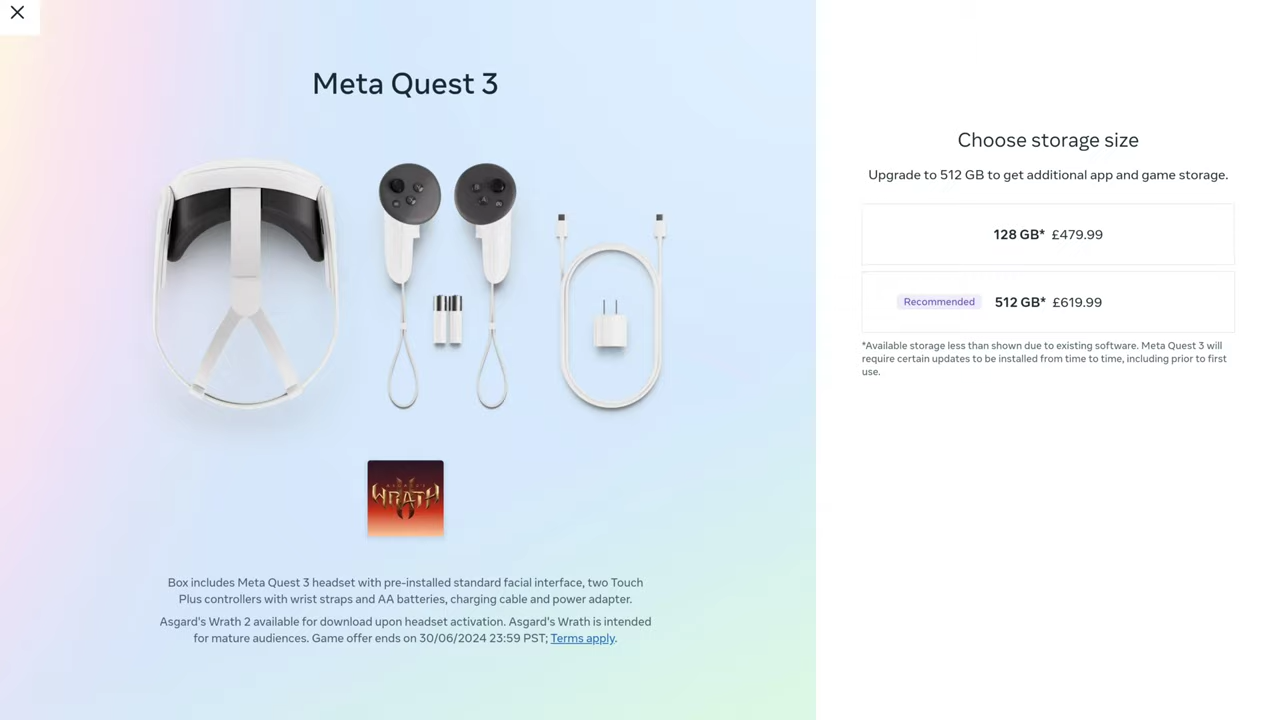 Meta Quest 3
ASGARD'S
WRATH
Box includes Meta Quest 3 headset with pre-installed standard facial interface, two Touch
Plus controllers with wrist straps and AA batteries, charging cable and power adapter.
Asgard's Wrath 2 available for download upon headset activation. Asgard's Wrath is intended
for mature audiences. Game offer ends on 30/06/2024 23:59 PST; Terms apply.
Choose storage size
Upgrade to 512 GB to get additional app and game storage.
128 GB* £479.99
Recommended 512 GB* £619.99
*Available storage less than shown due to existing software. Meta Quest 3 will
require certain updates to be installed from time to time, including prior to first
use.